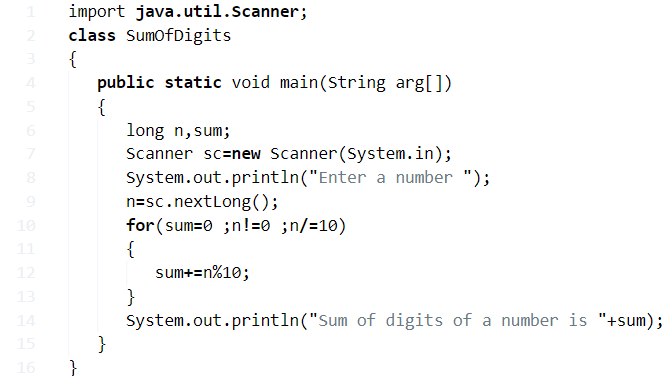 1 import java.util.Scanner;
2 class SumOfDigits
3 {
4 public static void main(String arg[])
5 {
6 long n,sum;
7 Scanner sc=new Scanner(System.in);
8 System.out.println("Enter a number ");
9 n=sc.nextLong();
10 for(sum=0 ;n!=0 ;n/=10)
11 {
12 sum+=n%10;
13 }
14 System.out.println("Sum of digits of a number is "+sum);
15 }
16 }